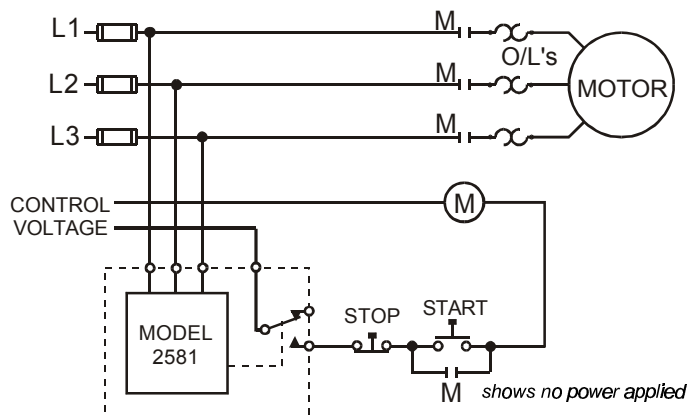 L1
M
O/L's
L2
M
MOTOR
L3
M
CONTROL
VOLTAGE
M
MODEL
2581
STOP
START
M
shows no power applied